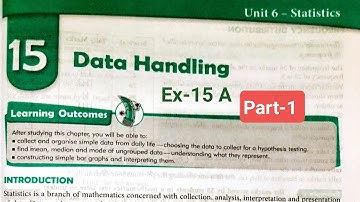 Unit 6 – Statistics
15
Data Handling
Ex-15 A
Part-1
Learning Outcomes
After studying this chapter, you will be able to:
• collect and organise simple data from daily life—choosing the data to collect for a hypothesis testing.
• find mean, median and mode of ungrouped data—understanding what they represent.
• constructing simple bar graphs and interpreting them.
INTRODUCTION
Statistics is a branch of mathematics concerned with collection, analysis, interpretation and presentation